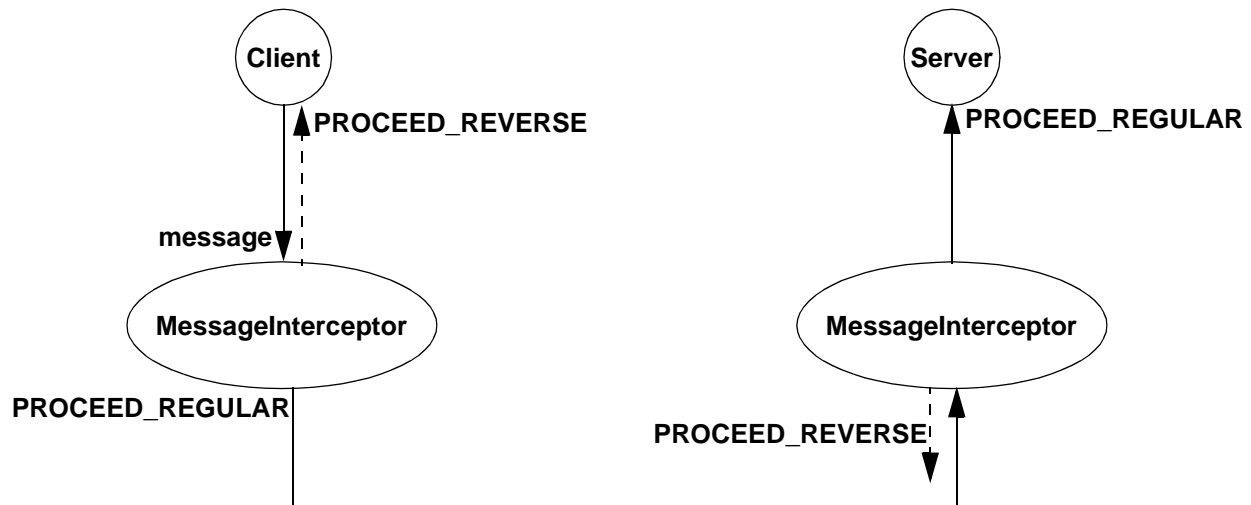 Client
Server
PROCEED_REVERSE
PROCEED_REGULAR
message
MessageInterceptor
MessageInterceptor
PROCEED_REGULAR
PROCEED_REVERSE